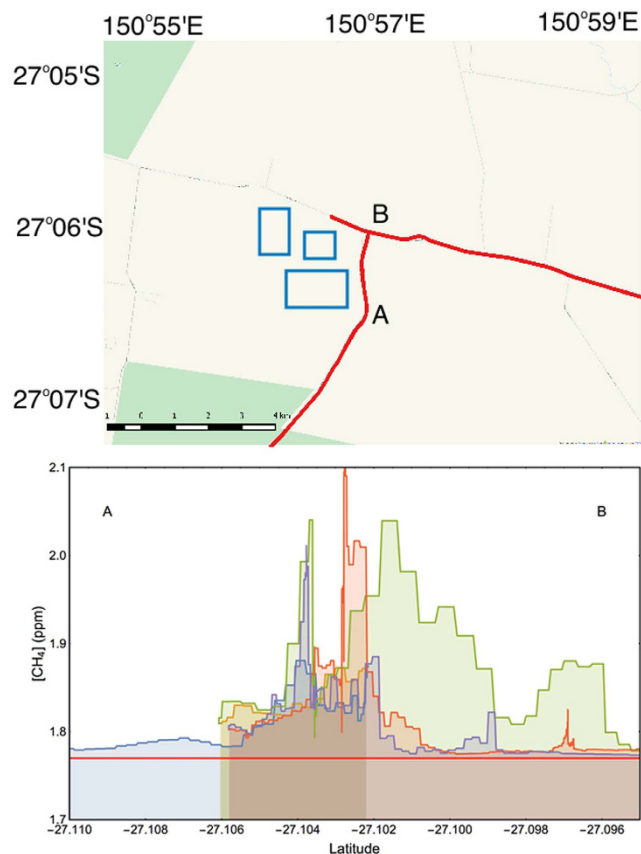 150°55'E 150°57'E 150°59'E
27°05'S
27°06'S
27°07'S
B
A
1 0 1 2 3 4 km
2.1
2.0
1.9
1.8
1.7
[CH₄] (ppm)
A B
−27.110 −27.108 −27.106 −27.104 −27.102 −27.100 −27.098 −27.096
Latitude